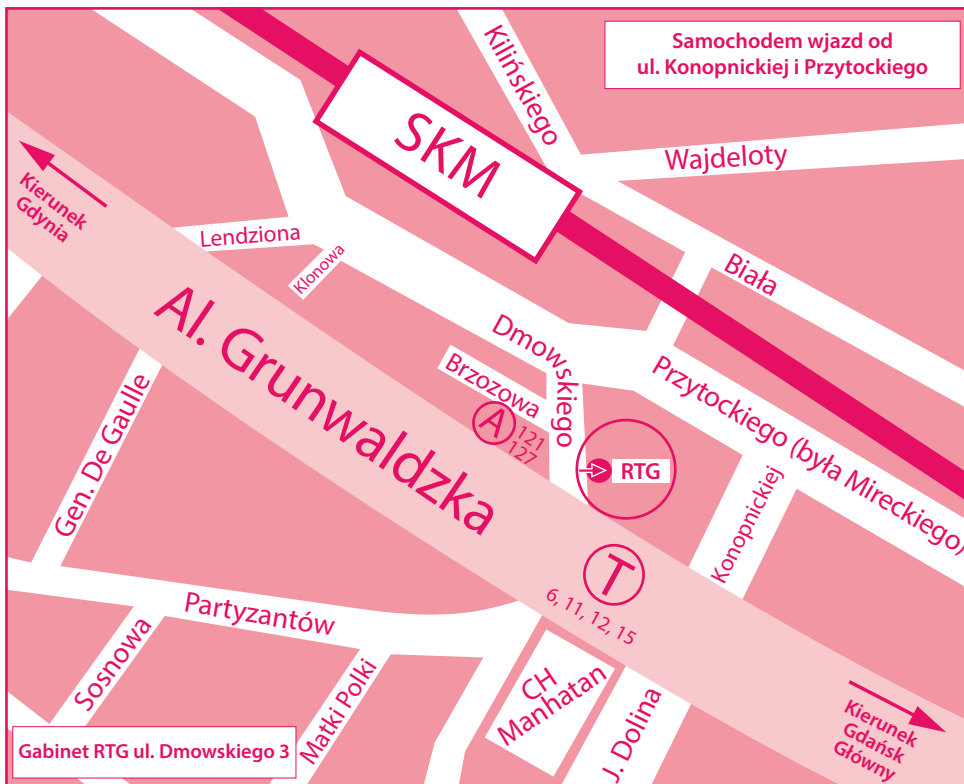 Samochodem wjazd od
ul. Konopnickiej i Przytockiego
Kilińskiego
SKM
Wajdeloty
Kierunek
Gdynia
Lendziona
Klonowa
Biała
Al. Grunwaldzka
Dmowskiego
Brzozowa
Przytockiego (była Mireckiego)
A
121
127
Gen. De Gaulle
RTG
Konopnickiej
T
6, 11, 12, 15
Partyzantów
Sosnowa
Matki Polki
CH
Manhatan
J. Dolina
Kierunek
Gdańsk
Główny
Gabinet RTG ul. Dmowskiego 3